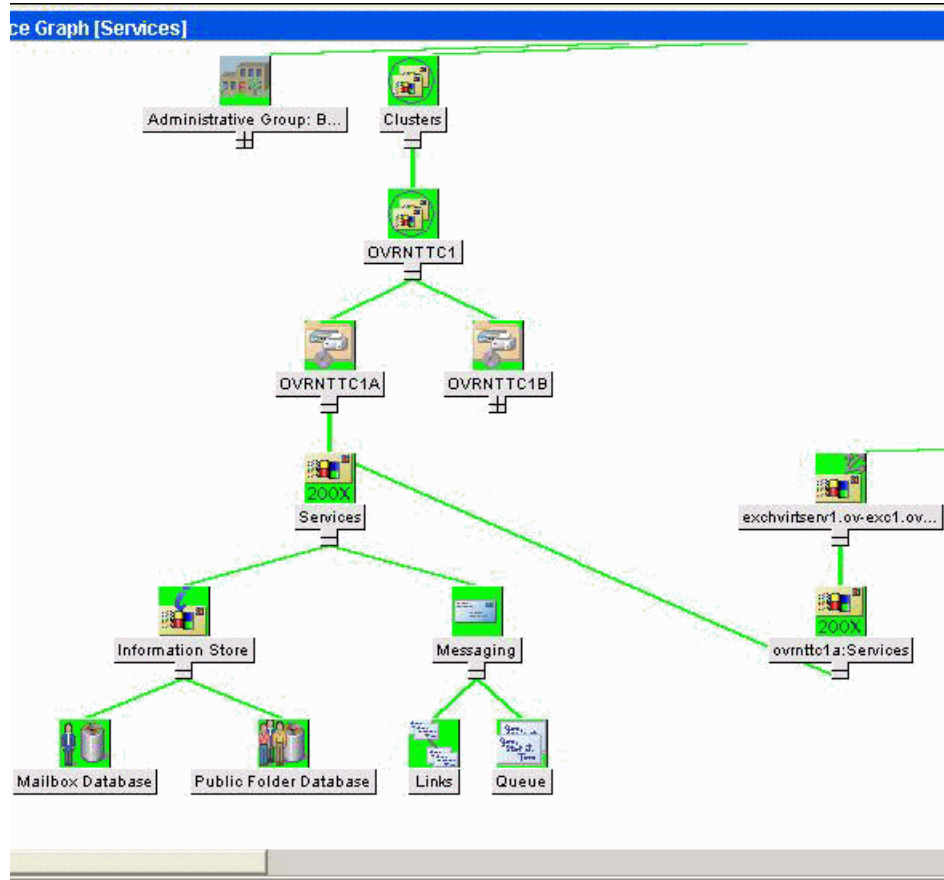 ce Graph [Services]
Administrative Group: B...
Clusters
OVRNTTC1
OVRNTTC1A
OVRNTTC1B
200X
Services
exchvirtserv1.ov-exc1.ov...
200X
ovrnttc1a:Services
Information Store
Messaging
Mailbox Database
Public Folder Database
Links
Queue